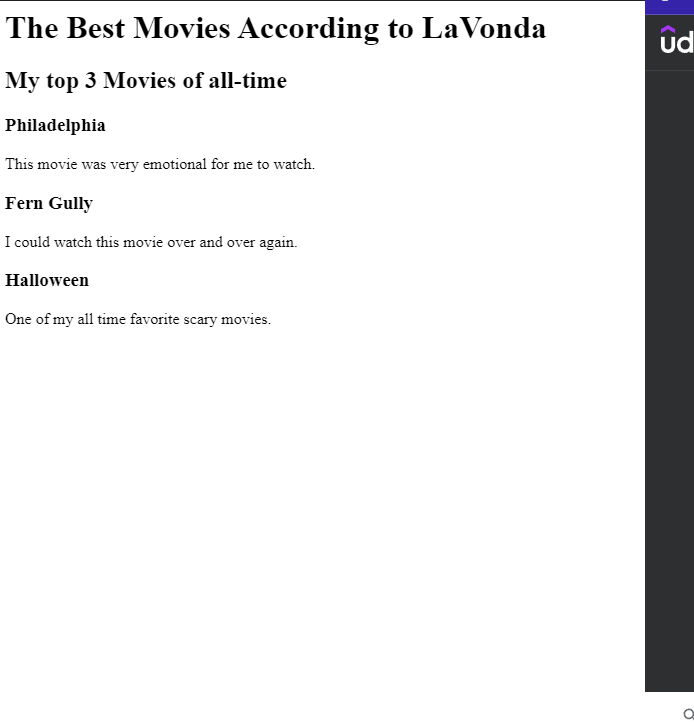 The Best Movies According to LaVonda
My top 3 Movies of all-time
Philadelphia
This movie was very emotional for me to watch.
Fern Gully
I could watch this movie over and over again.
Halloween
One of my all time favorite scary movies.
ûd